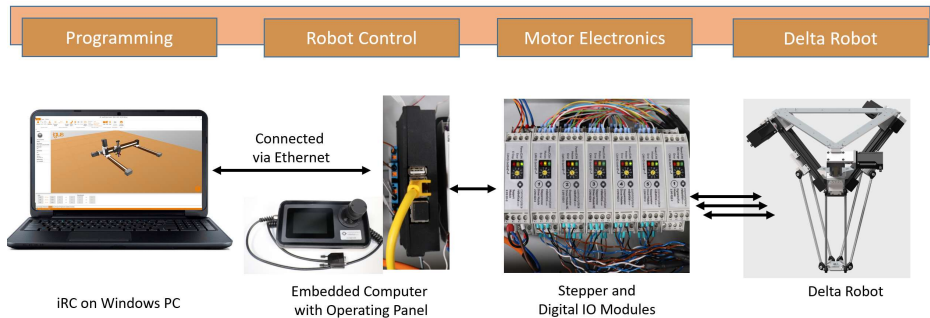 Programming
Robot Control
Motor Electronics
Delta Robot
Connected
via Ethernet
iRC on Windows PC
Embedded Computer
with Operating Panel
Stepper and
Digital IO Modules
Delta Robot